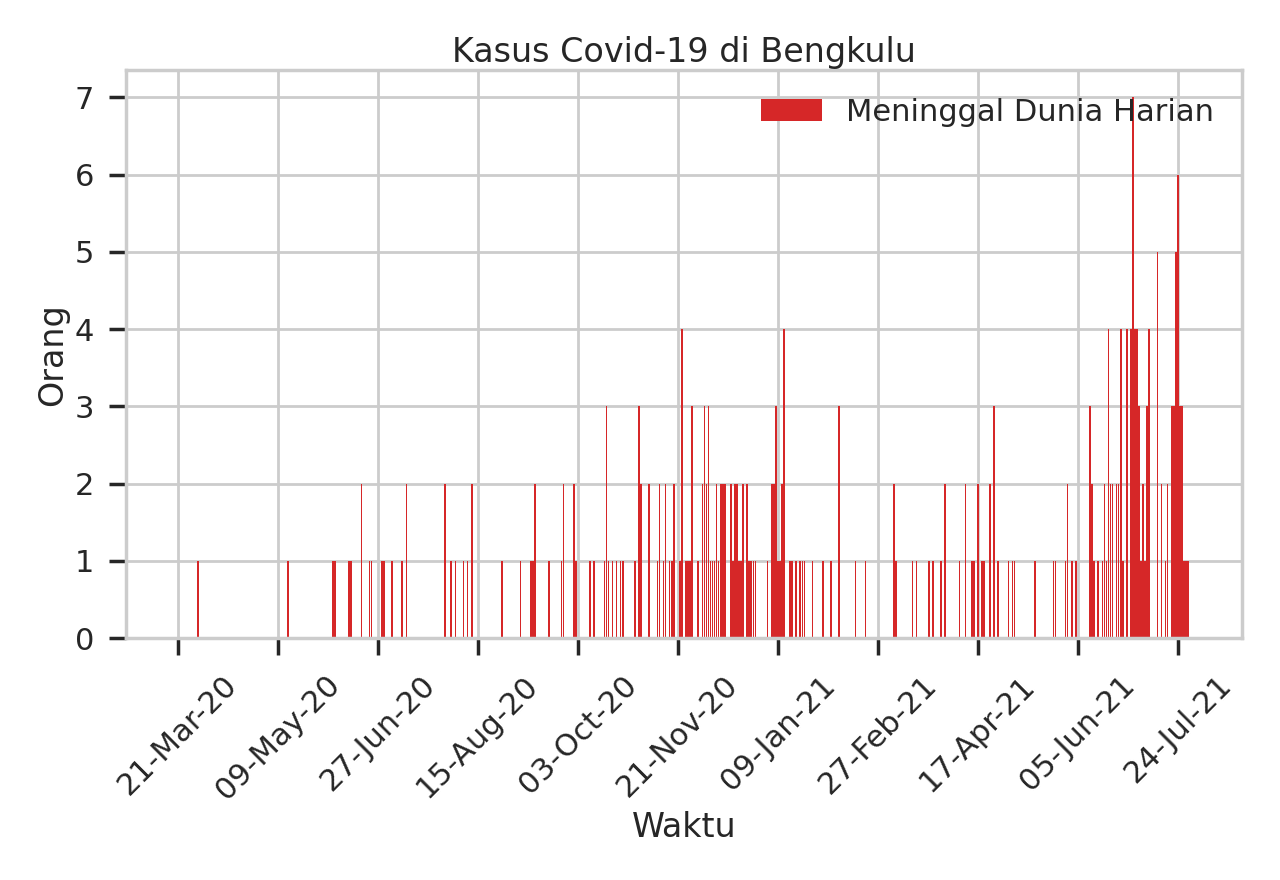 Kasus Covid-19 di Bengkulu
Meninggal Dunia Harian
Orang
7
6
5
4
3
2
1
0
21-Mar-20
09-May-20
27-Jun-20
15-Aug-20
03-Oct-20
21-Nov-20
09-Jan-21
27-Feb-21
17-Apr-21
05-Jun-21
24-Jul-21
Waktu